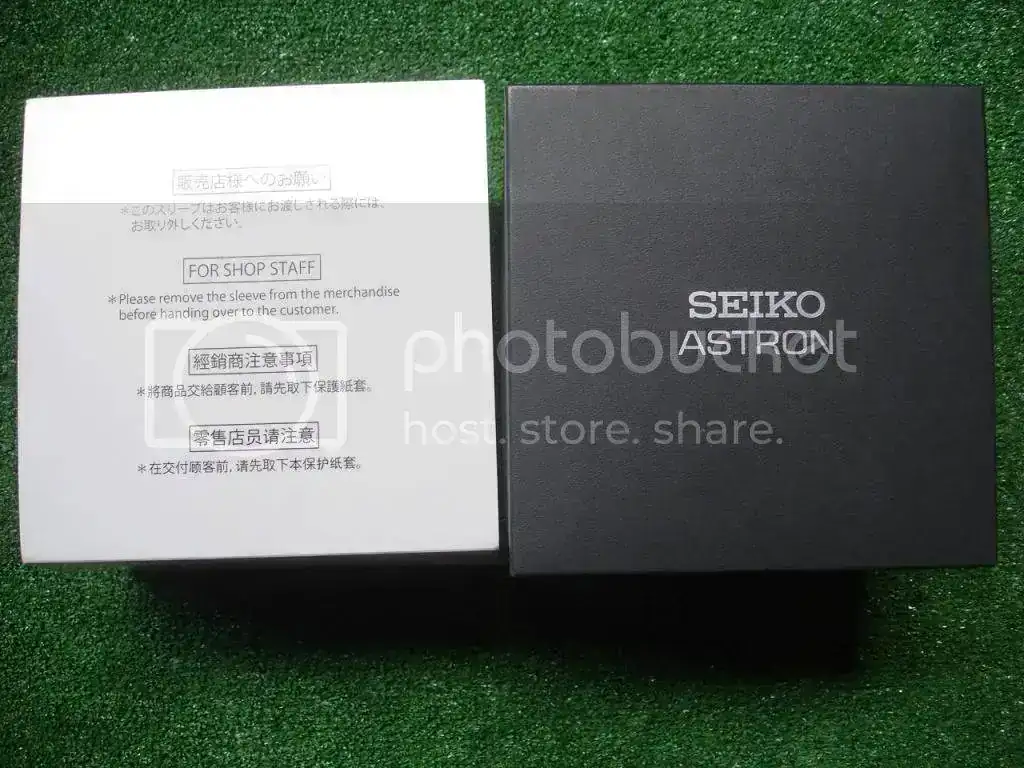 販売店様へのお願い
*このスリーブはお客様にお渡しされる際には、
お取り外しください。
FOR SHOP STAFF
*Please remove the sleeve from the merchandise
before handing over to the customer.
經銷商注意事項
*將商品交給顧客前, 請先取下保護紙套。
零售店员请注意
*在交付顾客前, 请先取下本保护纸套。
SEIKO
ASTRON
photobucket
host. store. share.